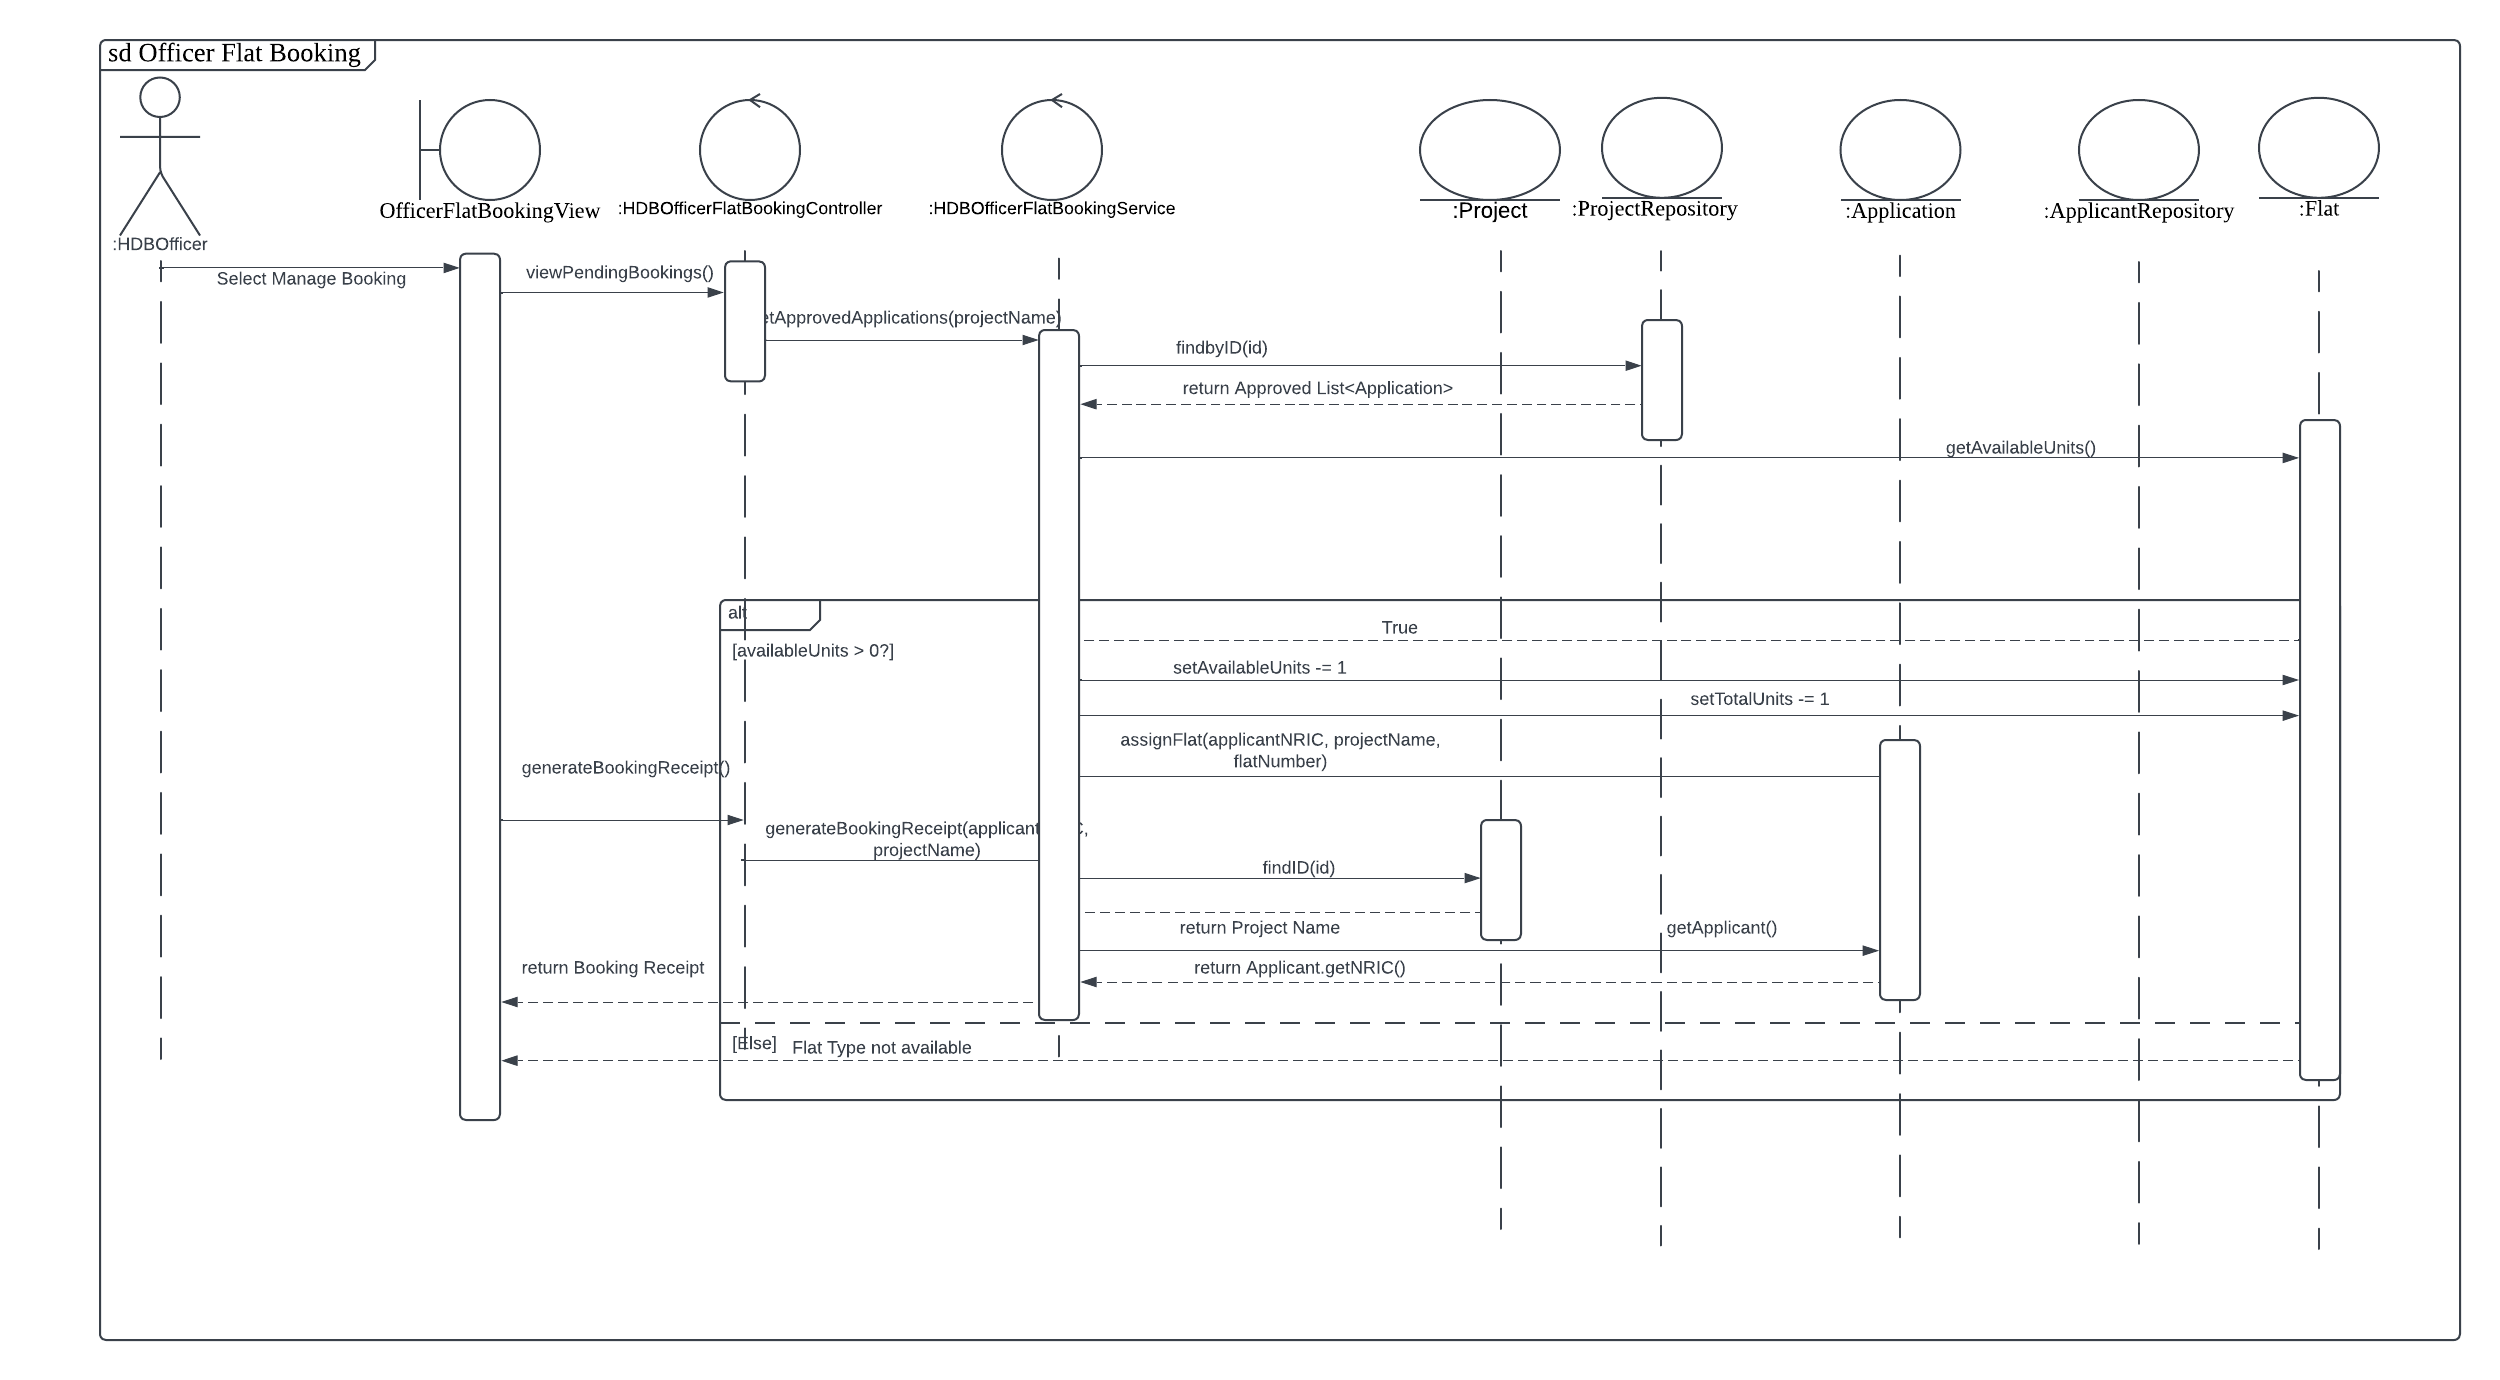 sd Officer Flat Booking
:HDBOfficer
OfficerFlatBookingView
:HDBOfficerFlatBookingController
:HDBOfficerFlatBookingService
:Project
:ProjectRepository
:Application
:ApplicantRepository
:Flat
Select Manage Booking
viewPendingBookings()
etApprovedApplications(projectName)
findbyID(id)
return Approved List<Application>
getAvailableUnits()
alt
True
[availableUnits > 0?]
setAvailableUnits -= 1
setTotalUnits -= 1
assignFlat(applicantNRIC, projectName,
flatNumber)
generateBookingReceipt()
generateBookingReceipt(applicant C,
projectName)
findID(id)
return Project Name
getApplicant()
return Booking Receipt
return Applicant.getNRIC()
[Else]
Flat Type not available